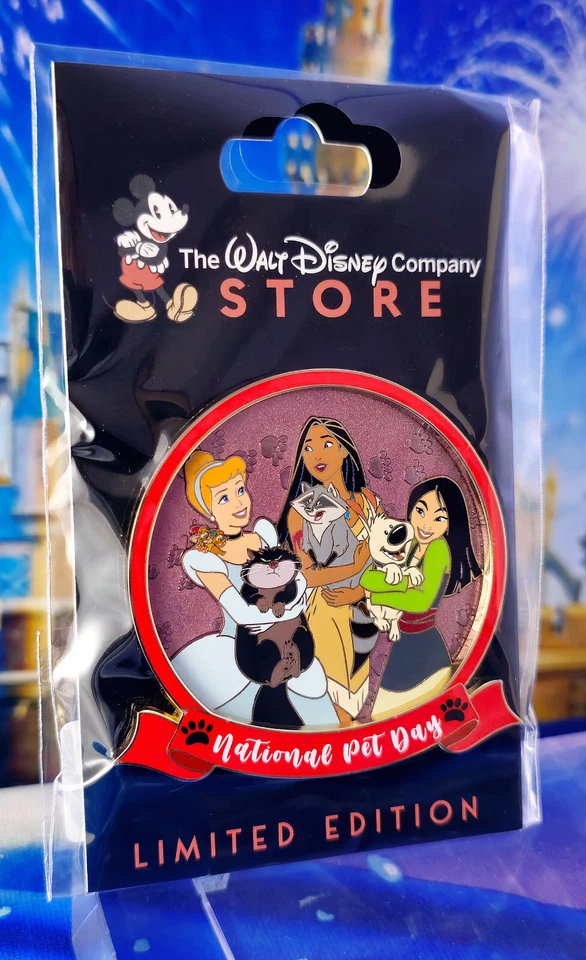 The Walt Disney Company
STORE
National Pet Day
LIMITED EDITION